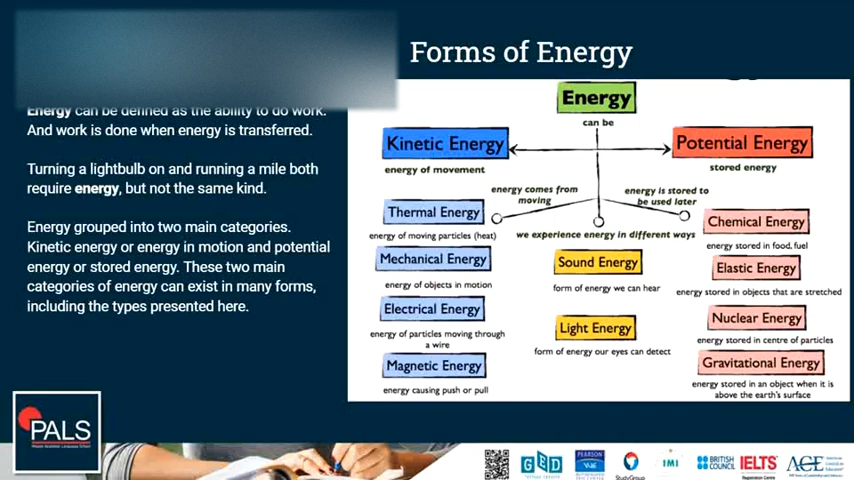 Forms of Energy
Energy can be defined as the ability to do work.
And work is done when energy is transferred.
Turning a lightbulb on and running a mile both
require energy, but not the same kind.
Energy grouped into two main categories.
Kinetic energy or energy in motion and potential
energy or stored energy. These two main
categories of energy can exist in many forms,
including the types presented here.
Energy
can be
Kinetic Energy
energy of movement
Potential Energy
stored energy
energy comes from
moving
energy is stored to
be used later
we experience energy in different ways
Thermal Energy
energy of moving particles (heat)
Mechanical Energy
energy of objects in motion
Electrical Energy
energy of particles moving through
a wire
Magnetic Energy
energy causing push or pull
Sound Energy
form of energy we can hear
Light Energy
form of energy our eyes can detect
Chemical Energy
energy stored in food, fuel
Elastic Energy
energy stored in objects that are stretched
Nuclear Energy
energy stored in centre of particles
Gravitational Energy
energy stored in an object when it is
above the earth's surface
PALS
GED
PEARSON
StudyGroup
IMI
BRITISH
COUNCIL
IELTS
ACE